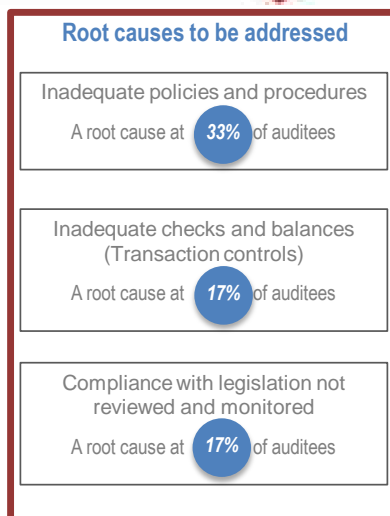 Root causes to be addressed
Inadequate policies and procedures
A root cause at 33% of auditees
Inadequate checks and balances
(Transaction controls)
A root cause at 17% of auditees
Compliance with legislation not
reviewed and monitored
A root cause at 17% of auditees